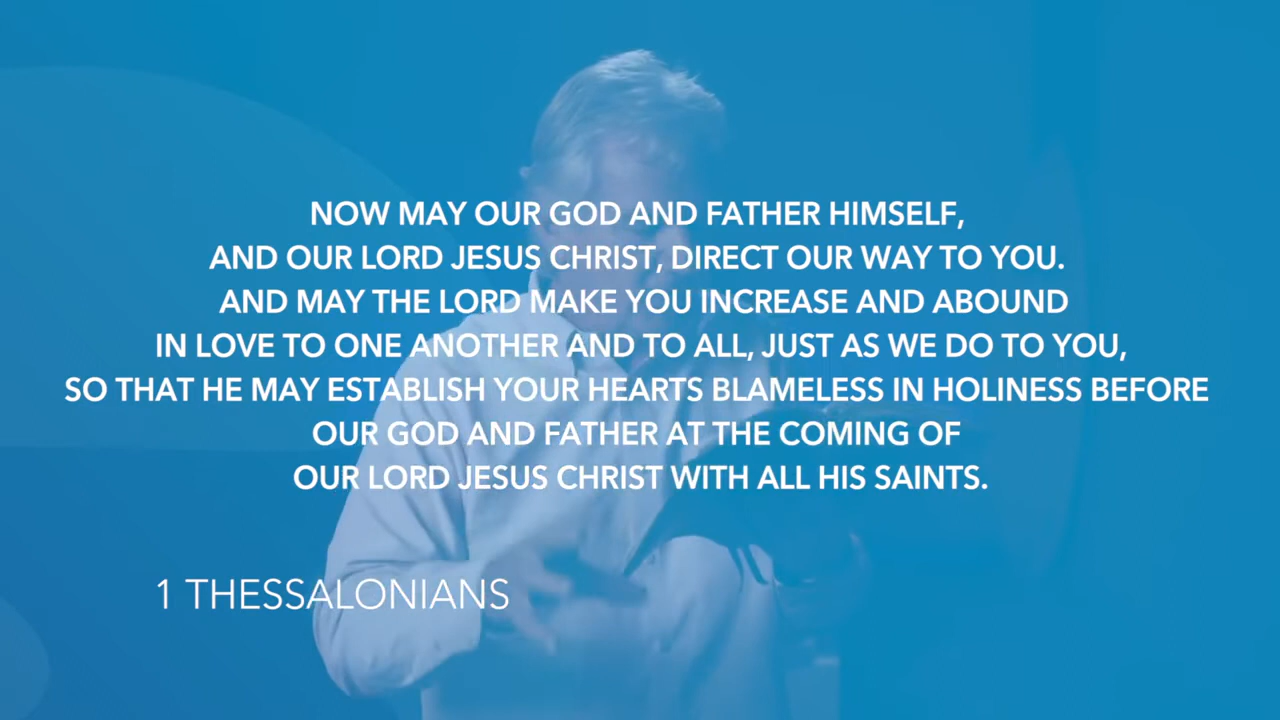 NOW MAY OUR GOD AND FATHER HIMSELF,
AND OUR LORD JESUS CHRIST, DIRECT OUR WAY TO YOU.
AND MAY THE LORD MAKE YOU INCREASE AND ABOUND
IN LOVE TO ONE ANOTHER AND TO ALL, JUST AS WE DO TO YOU,
SO THAT HE MAY ESTABLISH YOUR HEARTS BLAMELESS IN HOLINESS BEFORE
OUR GOD AND FATHER AT THE COMING OF
OUR LORD JESUS CHRIST WITH ALL HIS SAINTS.
1 THESSALONIANS